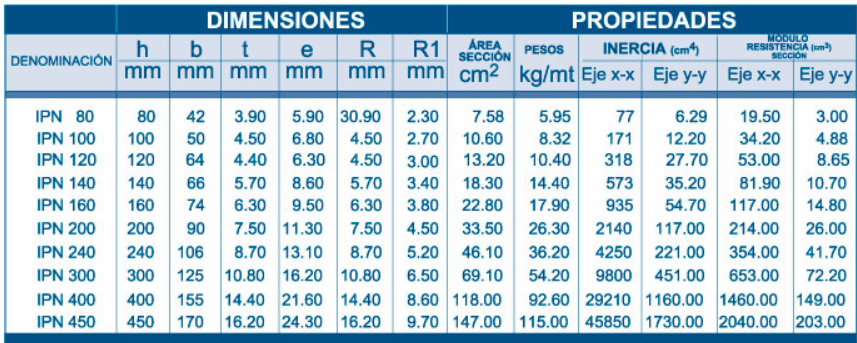 DIMENSIONES PROPIEDADES
DENOMINACIÓN h b t e R R1 ÁREA SECCIÓN PESOS INERCIA (cm4) MODULO RESISTENCIA (cm3) SECCIÓN
mm mm mm mm mm mm cm2 kg/mt Eje x-x Eje y-y Eje x-x Eje y-y
IPN 80 80 42 3.90 5.90 30.90 2.30 7.58 5.95 77 6.29 19.50 3.00
IPN 100 100 50 4.50 6.80 4.50 2.70 10.60 8.32 171 12.20 34.20 4.88
IPN 120 120 64 4.40 6.30 4.50 3.00 13.20 10.40 318 27.70 53.00 8.65
IPN 140 140 66 5.70 8.60 5.70 3.40 18.30 14.40 573 35.20 81.90 10.70
IPN 160 160 74 6.30 9.50 6.30 3.80 22.80 17.90 935 54.70 117.00 14.80
IPN 200 200 90 7.50 11.30 7.50 4.50 33.50 26.30 2140 117.00 214.00 26.00
IPN 240 240 106 8.70 13.10 8.70 5.20 46.10 36.20 4250 221.00 354.00 41.70
IPN 300 300 125 10.80 16.20 10.80 6.50 69.10 54.20 9800 451.00 653.00 72.20
IPN 400 400 155 14.40 21.60 14.40 8.60 118.00 92.60 29210 1160.00 1460.00 149.00
IPN 450 450 170 16.20 24.30 16.20 9.70 147.00 115.00 45850 1730.00 2040.00 203.00